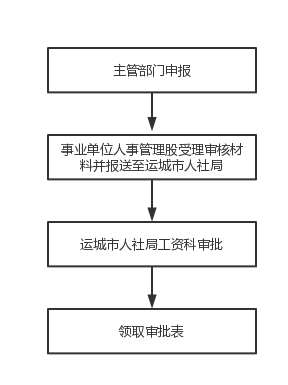 主管部门申报
事业单位人事管理股受理审核材
料并报送至运城市人社局
运城市人社局工资科审批
领取审批表